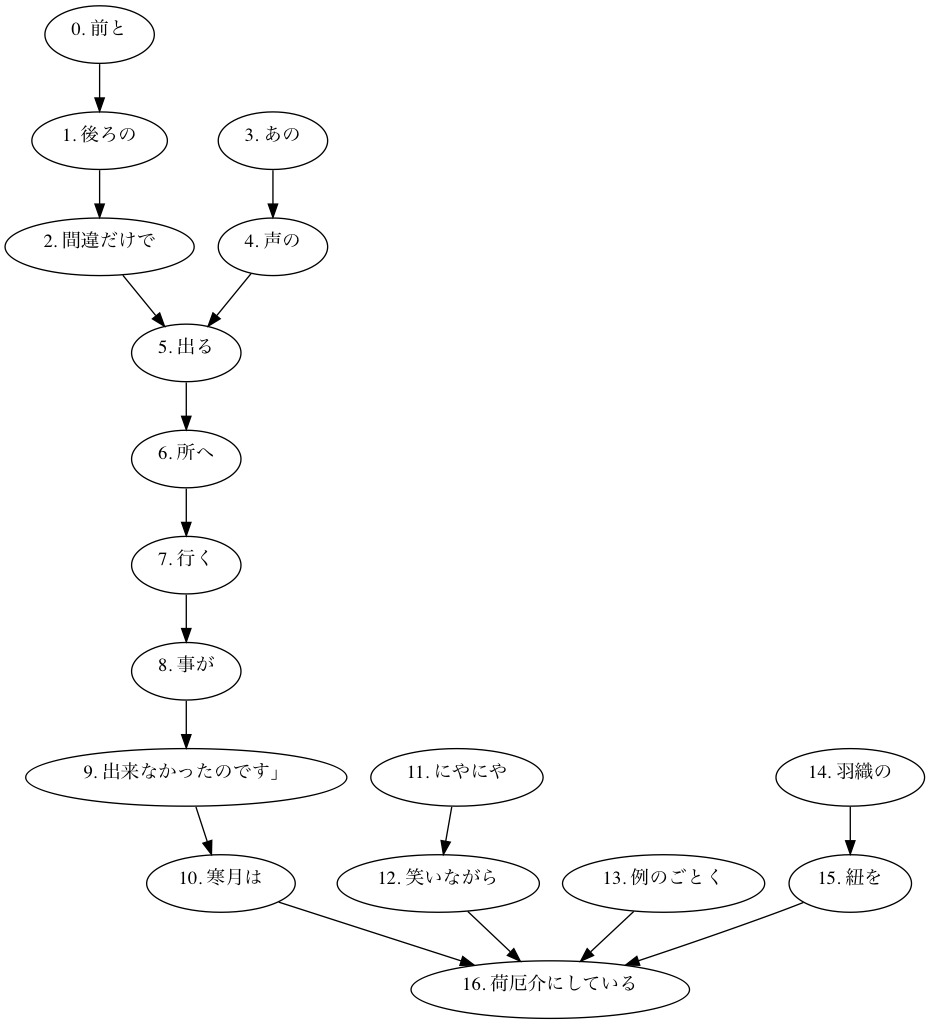 0. 前と
1. 後ろの
3. あの
2. 間違だけで
4. 声の
5. 出る
6. 所へ
7. 行く
8. 事が
9. 出来なかったのです」
11. にやにや
14. 羽織の
10. 寒月は
12. 笑いながら
13. 例のごとく
15. 紐を
16. 荷厄介にしている